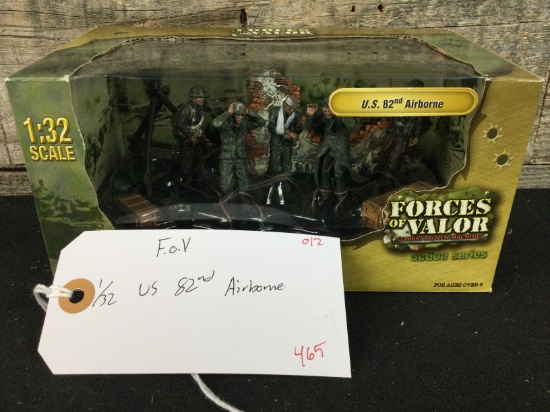 U.S. 82nd Airborne
1:32
SCALE
FORCES
OF VALOR
action series
FOR AGES OVER 8
F.o.V
012
1/32 US 82nd Airborne
465